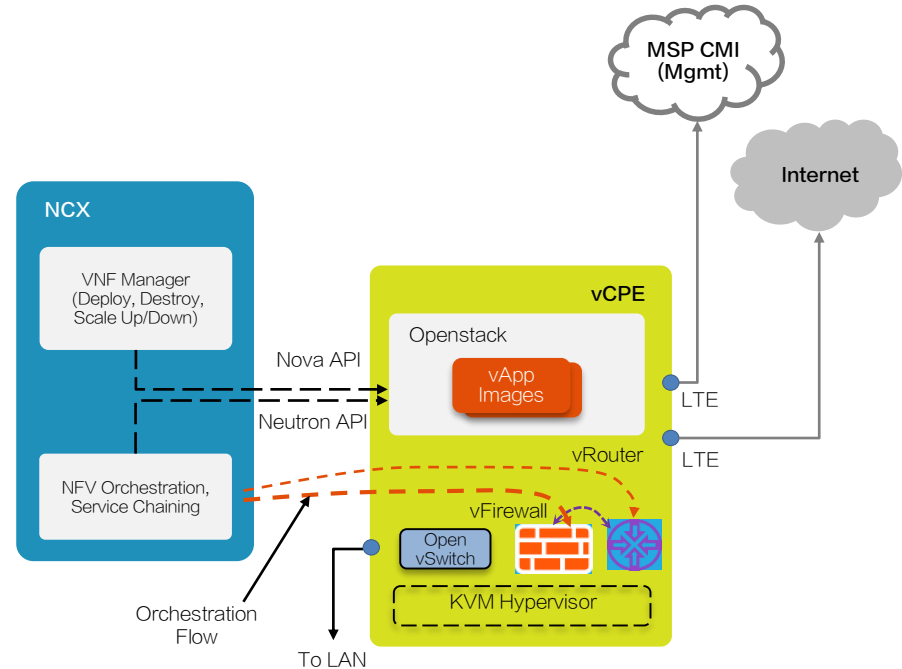 MSP CMI
(Mgmt)
Internet
NCX
VNF Manager
(Deploy, Destroy,
Scale Up/Down)
vCPE
Openstack
vApp
Images
Nova API
Neutron API
LTE
LTE
vRouter
NFV Orchestration,
Service Chaining
vFirewall
Open
vSwitch
KVM Hypervisor
Orchestration
Flow
To LAN